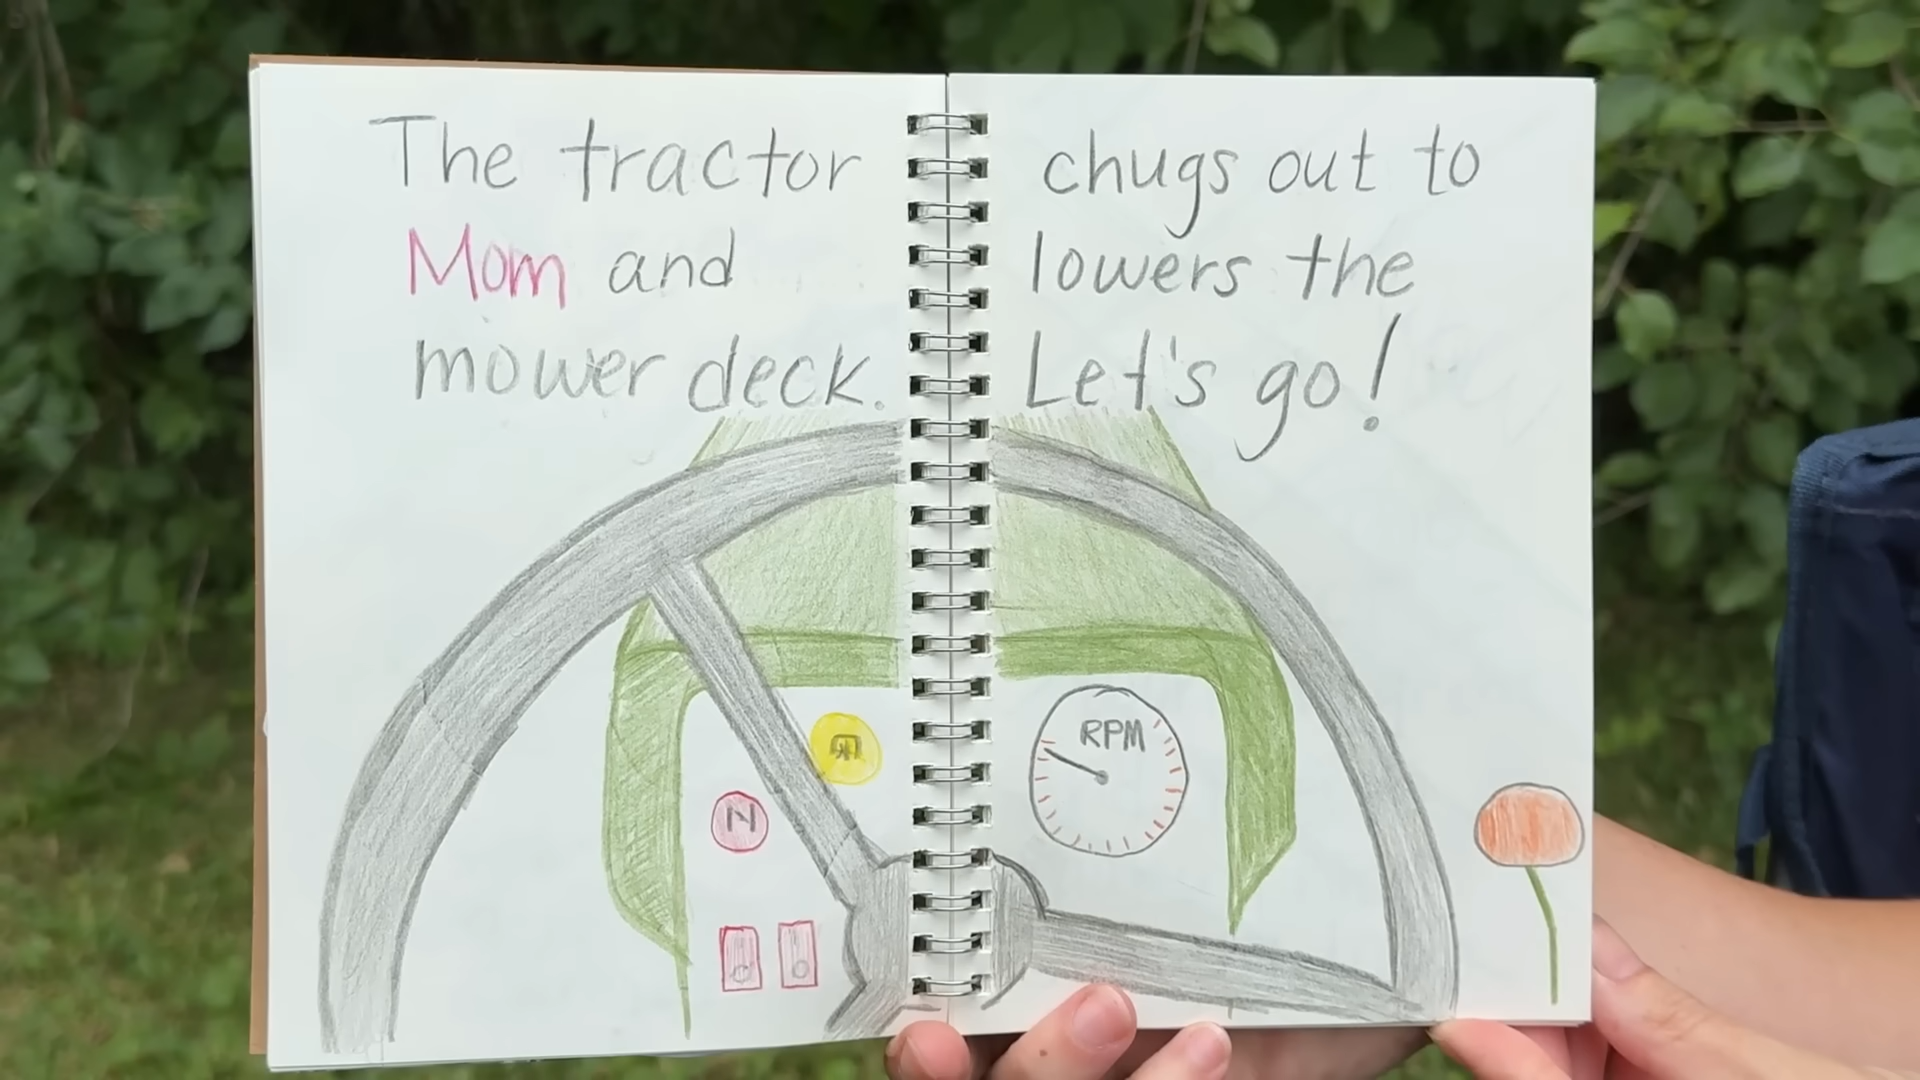 The tractor chugs out to
Mom and lowers the
mower deck. Let's go!
RPM
N